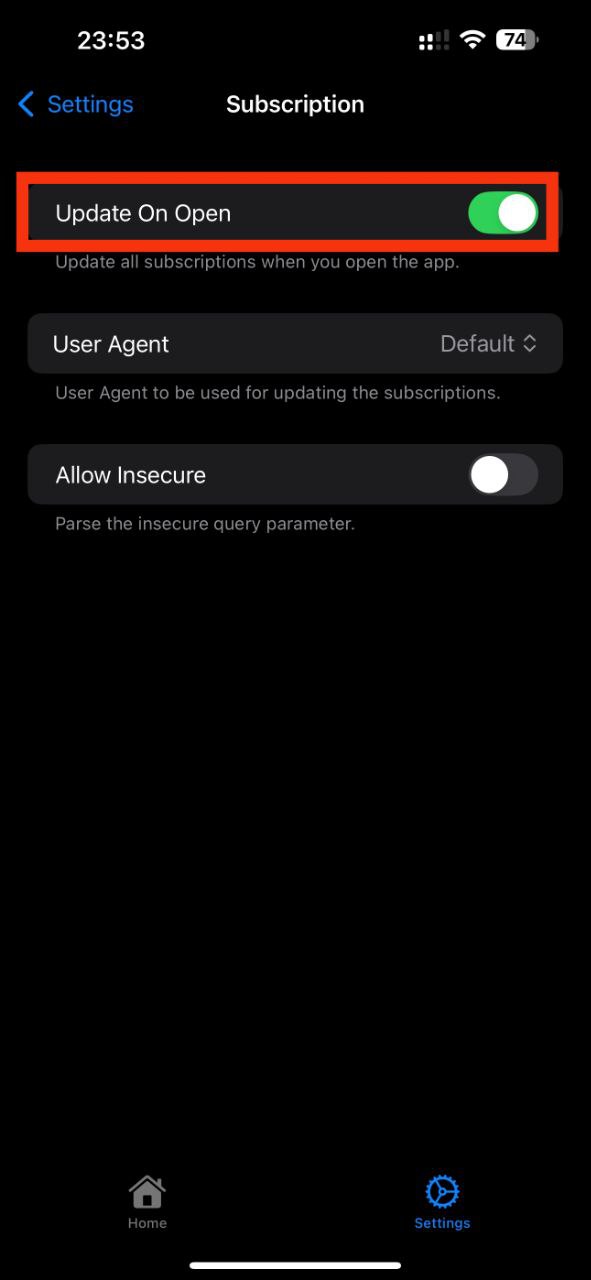 23:53
74
Settings
Subscription
Update On Open
Update all subscriptions when you open the app.
User Agent
Default
User Agent to be used for updating the subscriptions.
Allow Insecure
Parse the insecure query parameter.
Home
Settings